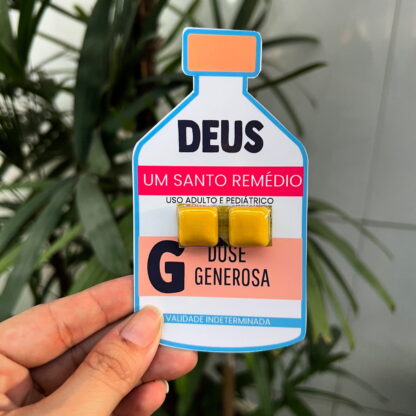 DEUS
UM SANTO REMÉDIO
USO ADULTO E PEDIÁTRICO
G DOSE
GENEROSA
VALIDADE INDETERMINADA